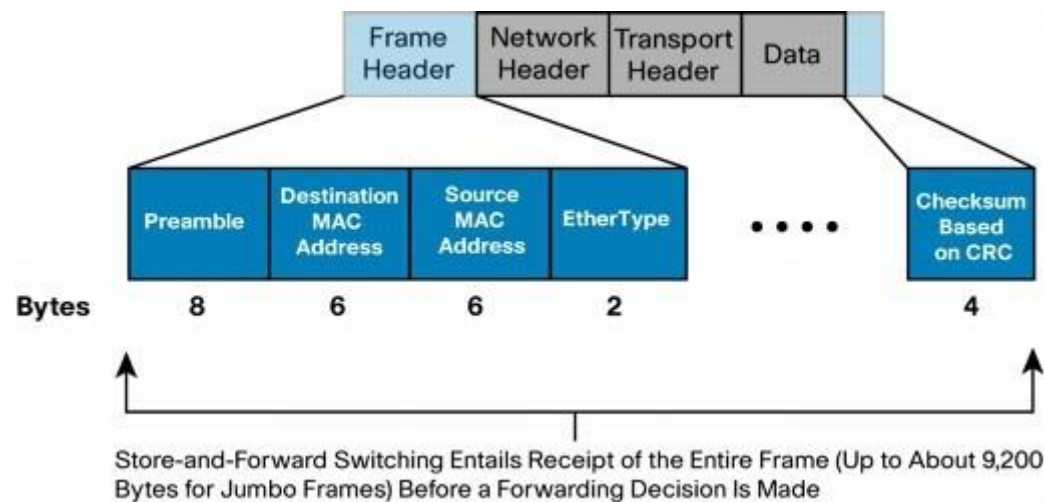 Frame
Header
Network
Header
Transport
Header
Data
Preamble
Destination
MAC
Address
Source
MAC
Address
EtherType
Checksum
Based
on CRC
Bytes 8 6 6 2 4
Store-and-Forward Switching Entails Receipt of the Entire Frame (Up to About 9,200
Bytes for Jumbo Frames) Before a Forwarding Decision Is Made